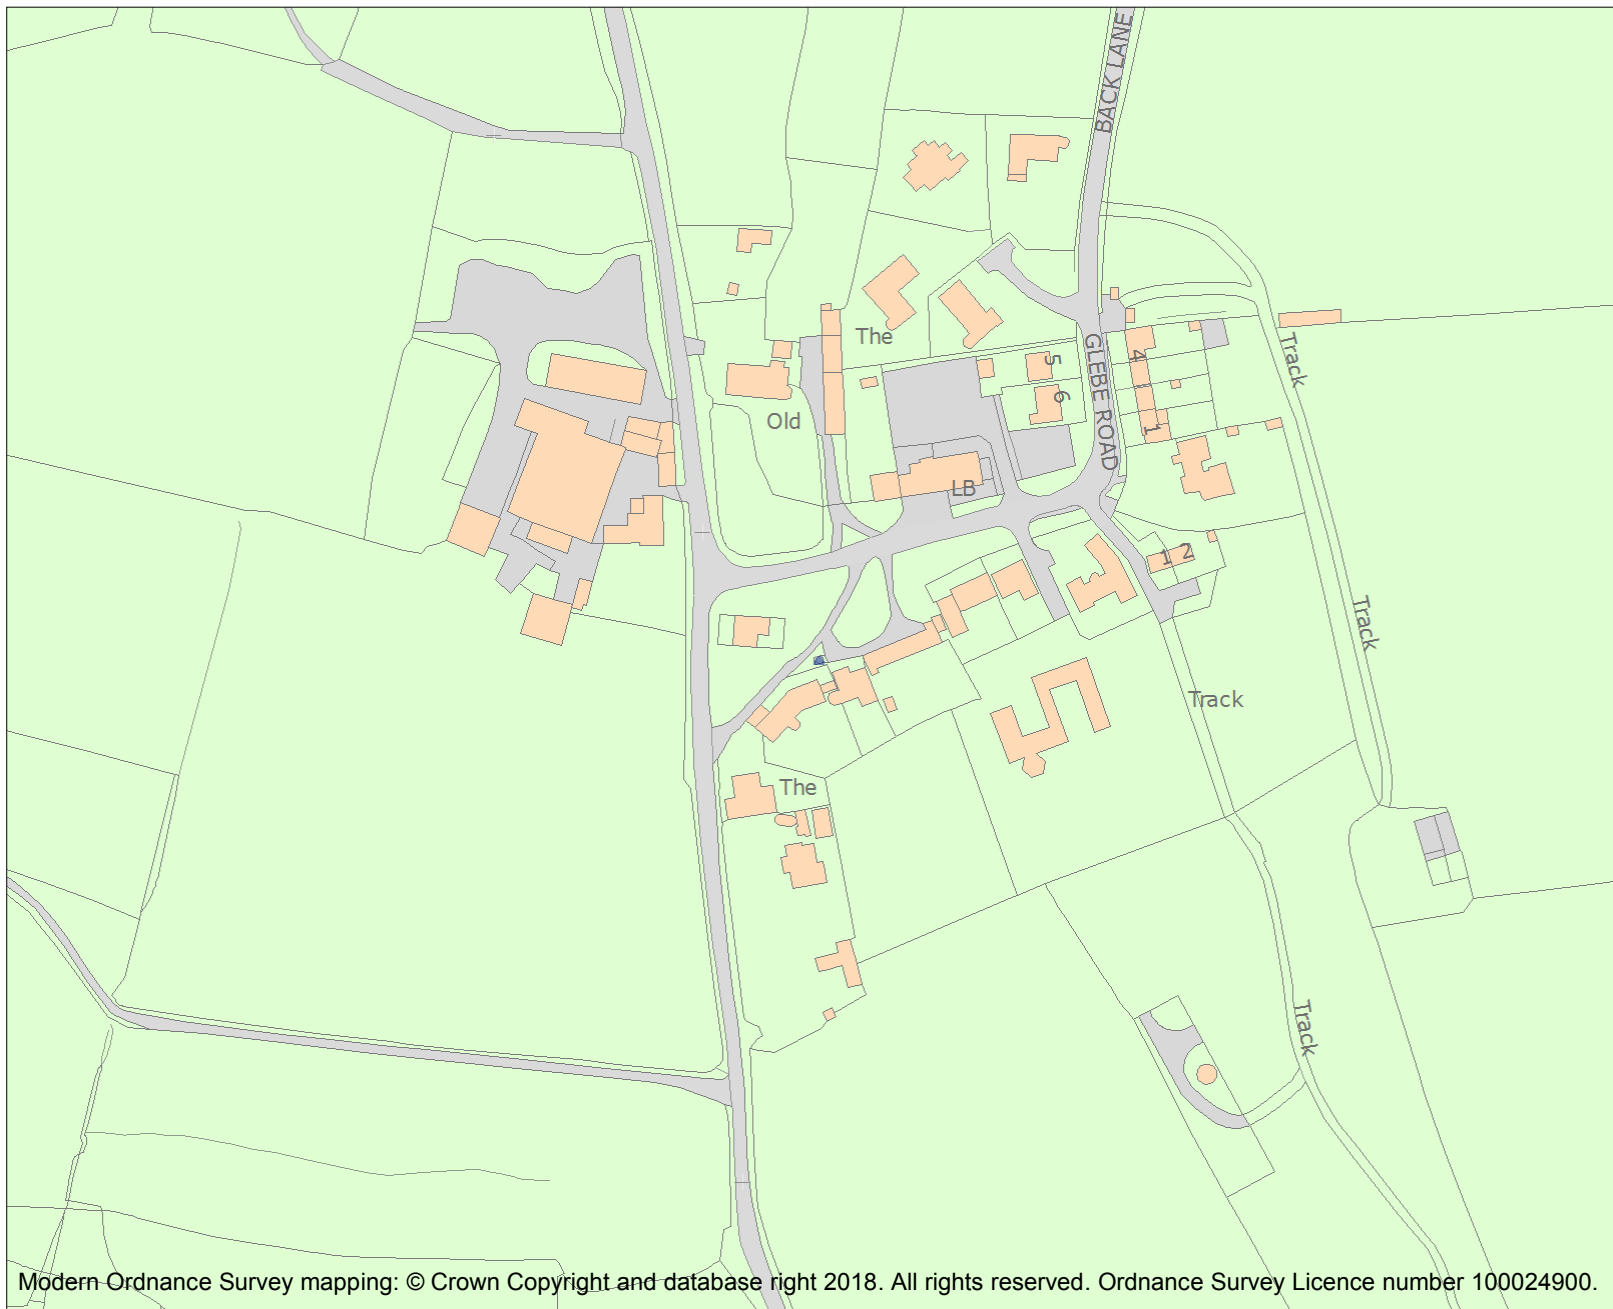 BACK LANE
The
5
4
Track
GLEBE ROAD
6
Old
1
LB
1 2
Track
Track
The
Track
Modern Ordnance Survey mapping: © Crown Copyright and database right 2018. All rights reserved. Ordnance Survey Licence number 100024900.